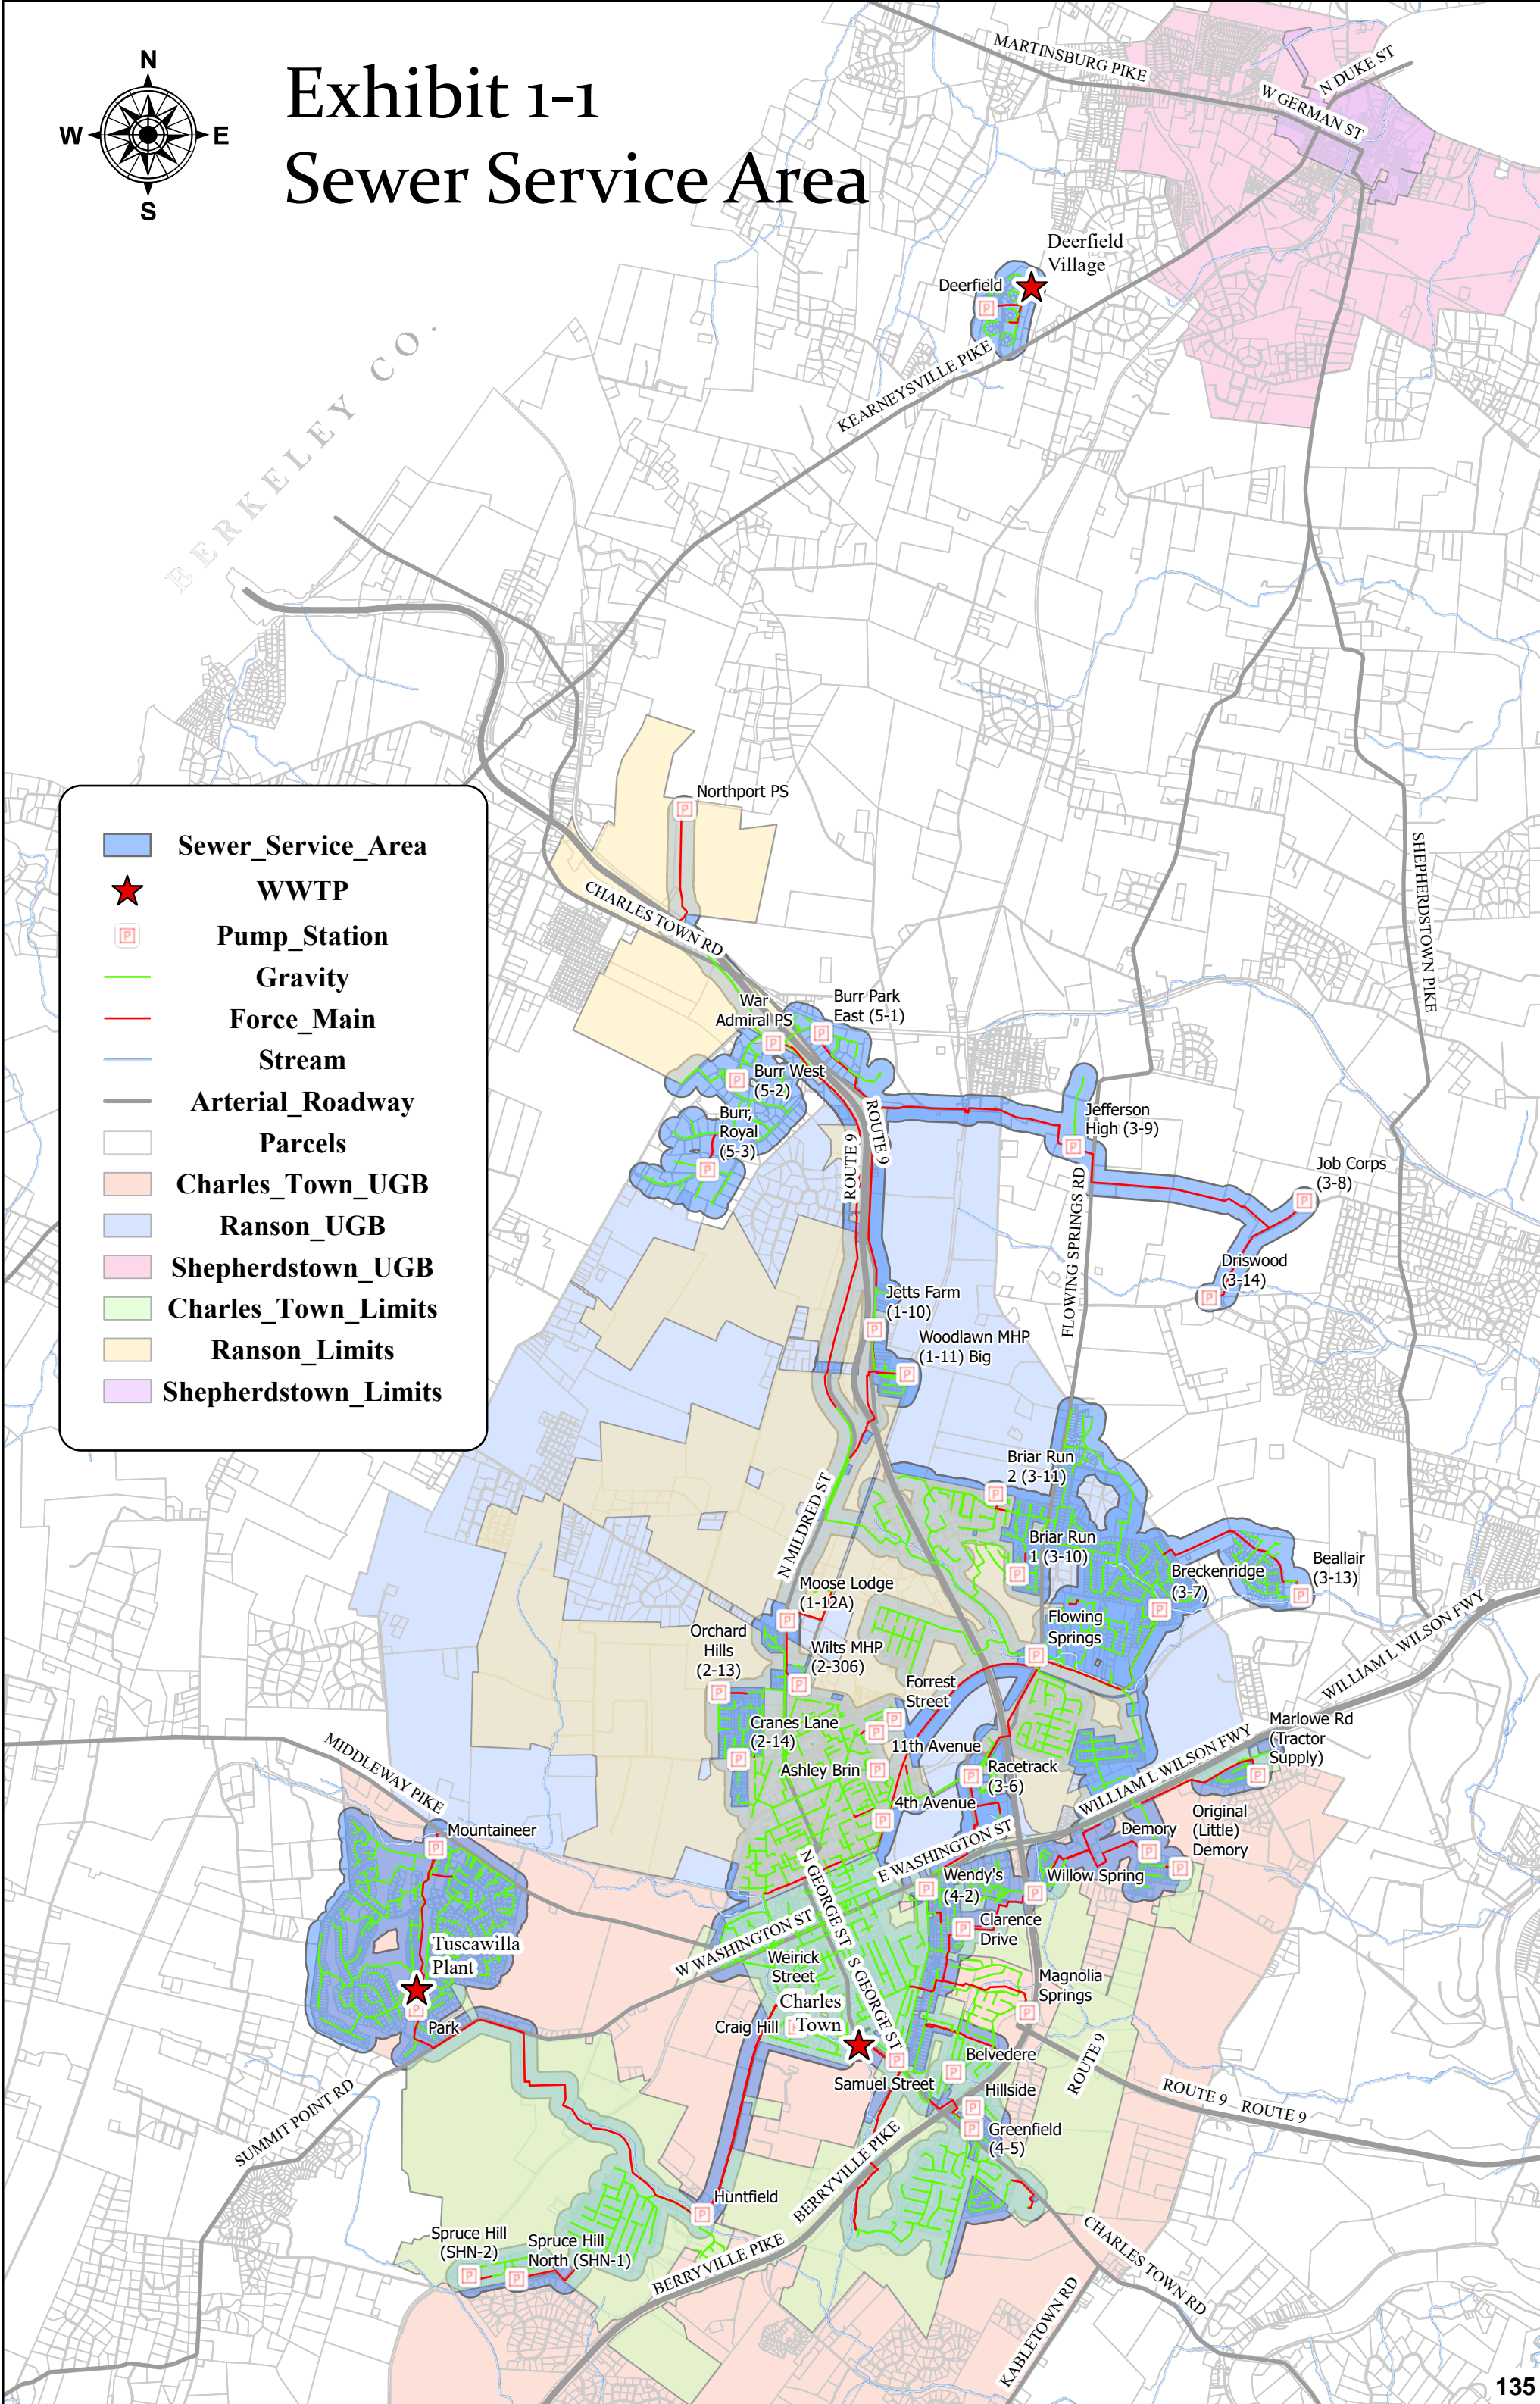 Exhibit 1-1
Sewer Service Area
N
W
E
S
MARTINSBURG PIKE
N DUKE ST
W GERMAN ST
Deerfield
Village
Deerfield
KEARNEYSVILLE PIKE
BERKELEY CO.
Northport PS
CHARLES TOWN RD
SHEPHERDSTOWN PIKE
Sewer_Service_Area
WWTP
Pump_Station
Gravity
Force_Main
Stream
Arterial_Roadway
Parcels
Charles_Town_UGB
Ranson_UGB
Shepherdstown_UGB
Charles_Town_Limits
Ranson_Limits
Shepherdstown_Limits
War
Admiral PS
Burr Park
East (5-1)
Burr West
(5-2)
Burr,
Royal
(5-3)
ROUTE 9
ROUTE 9
Jefferson
High (3-9)
Job Corps
(3-8)
FLOWING SPRINGS RD
Driswood
(3-14)
Jetts Farm
(1-10)
Woodlawn MHP
(1-11) Big
Briar Run
2 (3-11)
N MILDRED ST
Briar Run
1 (3-10)
Breckenridge
(3-7)
Beallair
(3-13)
Moose Lodge
(1-12A)
Flowing
Springs
Orchard
Hills
(2-13)
Wilts MHP
(2-306)
WILLIAM L WILSON FWY
Forrest
Street
Cranes Lane
(2-14)
11th Avenue
Ashley Brin
Racetrack
(3-6)
Marlowe Rd
(Tractor
Supply)
WILLIAM L WILSON FWY
4th Avenue
MIDDLEWAY PIKE
Mountaineer
E WASHINGTON ST
Demory
Original
(Little)
Demory
N GEORGE ST
Wendy's
(4-2)
Willow Spring
Clarence
Drive
W WASHINGTON ST
Tuscawilla
Plant
Weirick
Street
S GEORGE ST
Magnolia
Springs
Charles
Town
Craig Hill
Park
Belvedere
Samuel Street
Hillside
ROUTE 9
ROUTE 9
ROUTE 9
SUMMIT POINT RD
Greenfield
(4-5)
BERRYVILLE PIKE
Huntfield
Spruce Hill
(SHN-2)
Spruce Hill
North (SHN-1)
BERRYVILLE PIKE
CHARLES TOWN RD
KABLETOWN RD
135